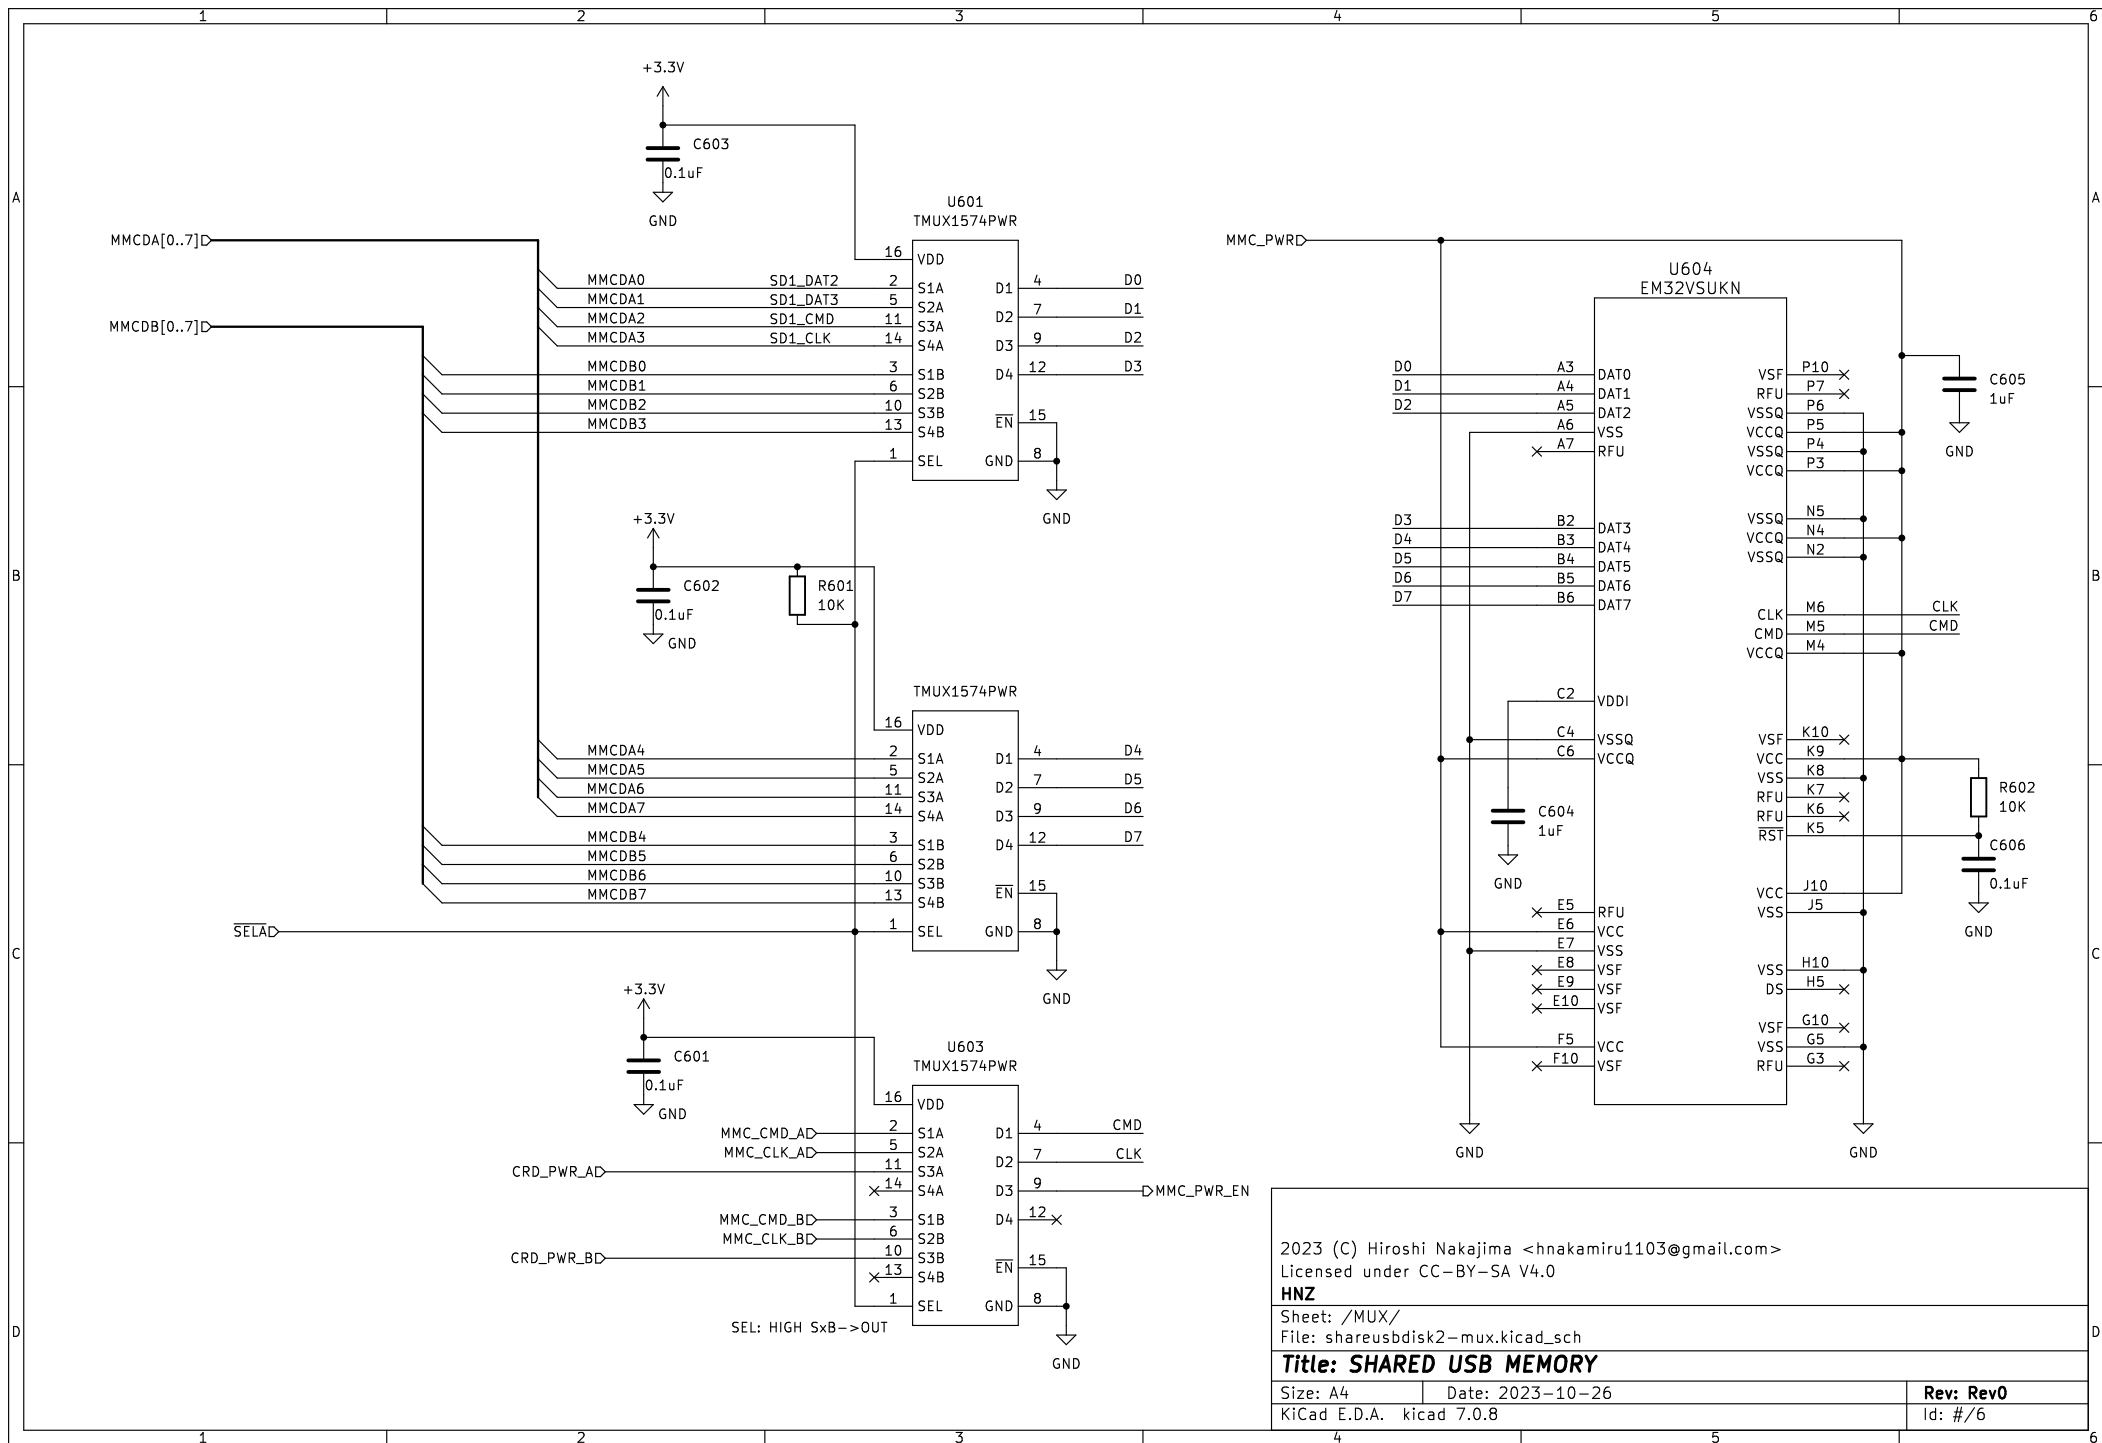 1 2 3 4 5 6
A
B
C
D
+3.3V
C603
0.1uF
GND
MMCDA[0..7]
MMCDB[0..7]
U601
TMUX1574PWR
16 VDD
MMCDA0 SD1_DAT2 2 S1A
MMCDA1 SD1_DAT3 5 S2A
MMCDA2 SD1_CMD 11 S3A
MMCDA3 SD1_CLK 14 S4A
MMCDB0 3 S1B
MMCDB1 6 S2B
MMCDB2 10 S3B
MMCDB3 13 S4B
1 SEL
D1 4 D0
D2 7 D1
D3 9 D2
D4 12 D3
EN 15
GND 8
GND
+3.3V
C602
0.1uF
GND
R601
10K
TMUX1574PWR
16 VDD
MMCDA4 2 S1A
MMCDA5 5 S2A
MMCDA6 11 S3A
MMCDA7 14 S4A
MMCDB4 3 S1B
MMCDB5 6 S2B
MMCDB6 10 S3B
MMCDB7 13 S4B
SELA 1 SEL
D1 4 D4
D2 7 D5
D3 9 D6
D4 12 D7
EN 15
GND 8
GND
+3.3V
C601
0.1uF
GND
U603
TMUX1574PWR
16 VDD
MMC_CMD_A 2 S1A
MMC_CLK_A 5 S2A
CRD_PWR_A 11 S3A
14 S4A
MMC_CMD_B 3 S1B
MMC_CLK_B 6 S2B
CRD_PWR_B 10 S3B
13 S4B
1 SEL
D1 4 CMD
D2 7 CLK
D3 9 MMC_PWR_EN
D4 12
EN 15
GND 8
GND
SEL: HIGH SxB->OUT
MMC_PWR
U604
EM32VSUKN
D0 A3 DAT0
D1 A4 DAT1
D2 A5 DAT2
A6 VSS
A7 RFU
D3 B2 DAT3
D4 B3 DAT4
D5 B4 DAT5
D6 B5 DAT6
D7 B6 DAT7
C2 VDDI
C4 VSSQ
C6 VCCQ
C604
1uF
GND
E5 RFU
E6 VCC
E7 VSS
E8 VSF
E9 VSF
E10 VSF
F5 VCC
F10 VSF
GND
VSF P10
RFU P7
VSSQ P6
VCCQ P5
VSSQ P4
VCCQ P3
VSSQ N5
VCCQ N4
VSSQ N2
CLK M6 CLK
CMD M5 CMD
VCCQ M4
VSF K10
VCC K9
VSS K8
RFU K7
RFU K6
RST K5
VCC J10
VSS J5
VSS H10
DS H5
VSF G10
VSS G5
RFU G3
GND
C605
1uF
GND
R602
10K
C606
0.1uF
GND
2023 (C) Hiroshi Nakajima <hnakamiru1103@gmail.com>
Licensed under CC-BY-SA V4.0
HNZ
Sheet: /MUX/
File: shareusbdisk2-mux.kicad_sch
Title: SHARED USB MEMORY
Size: A4 Date: 2023-10-26 Rev: Rev0
KiCad E.D.A. kicad 7.0.8 Id: #/6
A
B
C
D
1 2 3 4 5 6